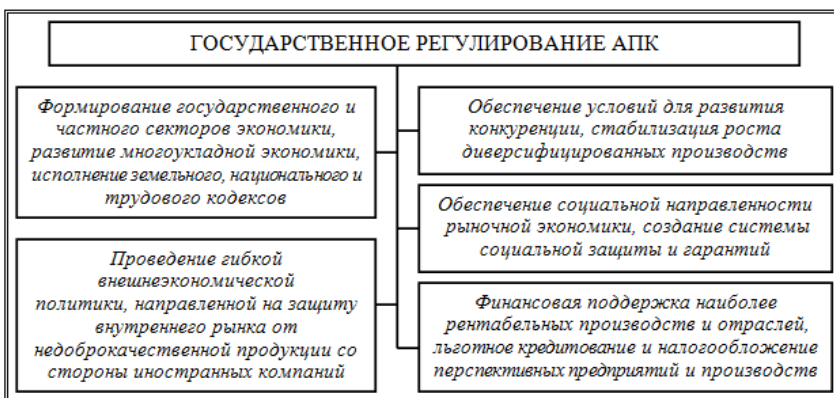 ГОСУДАРСТВЕННОЕ РЕГУЛИРОВАНИЕ АПК
Формирование государственного и
частного секторов экономики,
развитие многоукладной экономики,
исполнение земельного, национального и
трудового кодексов
Проведение гибкой
внешнеэкономической
политики, направленной на защиту
внутреннего рынка от
недоброкачественной продукции со
стороны иностранных компаний
Обеспечение условий для развития
конкуренции, стабилизация роста
диверсифицированных производств
Обеспечение социальной направленности
рыночной экономики, создание системы
социальной защиты и гарантий
Финансовая поддержка наиболее
рентабельных производств и отраслей,
льготное кредитование и налогообложение
перспективных предприятий и производств